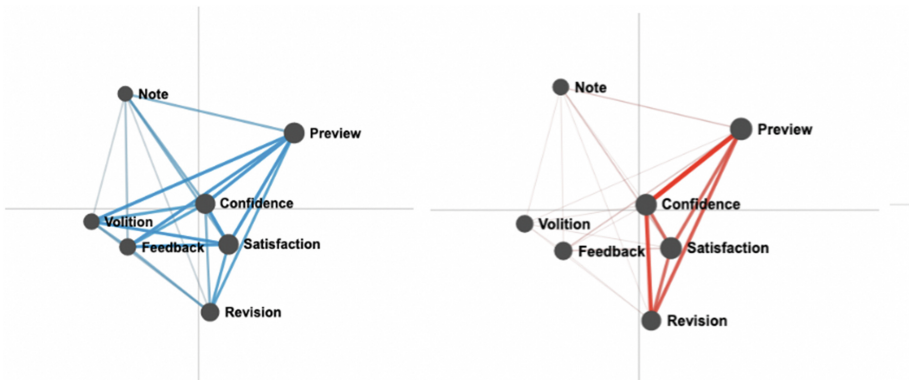 Note
Preview
Confidence
Volition
Feedback
Satisfaction
Revision
Note
Preview
Confidence
Volition
Feedback
Satisfaction
Revision